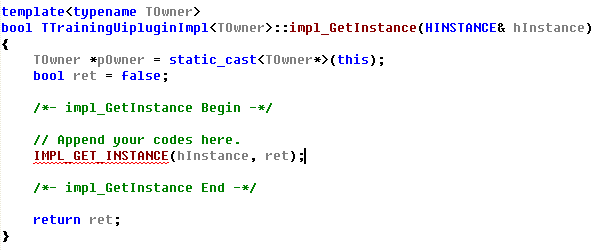 template<typename TOwner>
bool TTrainingUipluginImpl<TOwner>::impl_GetInstance(HINSTANCE& hInstance)
{
    TOwner *pOwner = static_cast<TOwner*>(this);
    bool ret = false;
    /*- impl_GetInstance Begin -*/
    // Append your codes here.
    IMPL_GET_INSTANCE(hInstance, ret);
    /*- impl_GetInstance End -*/
    return ret;
}